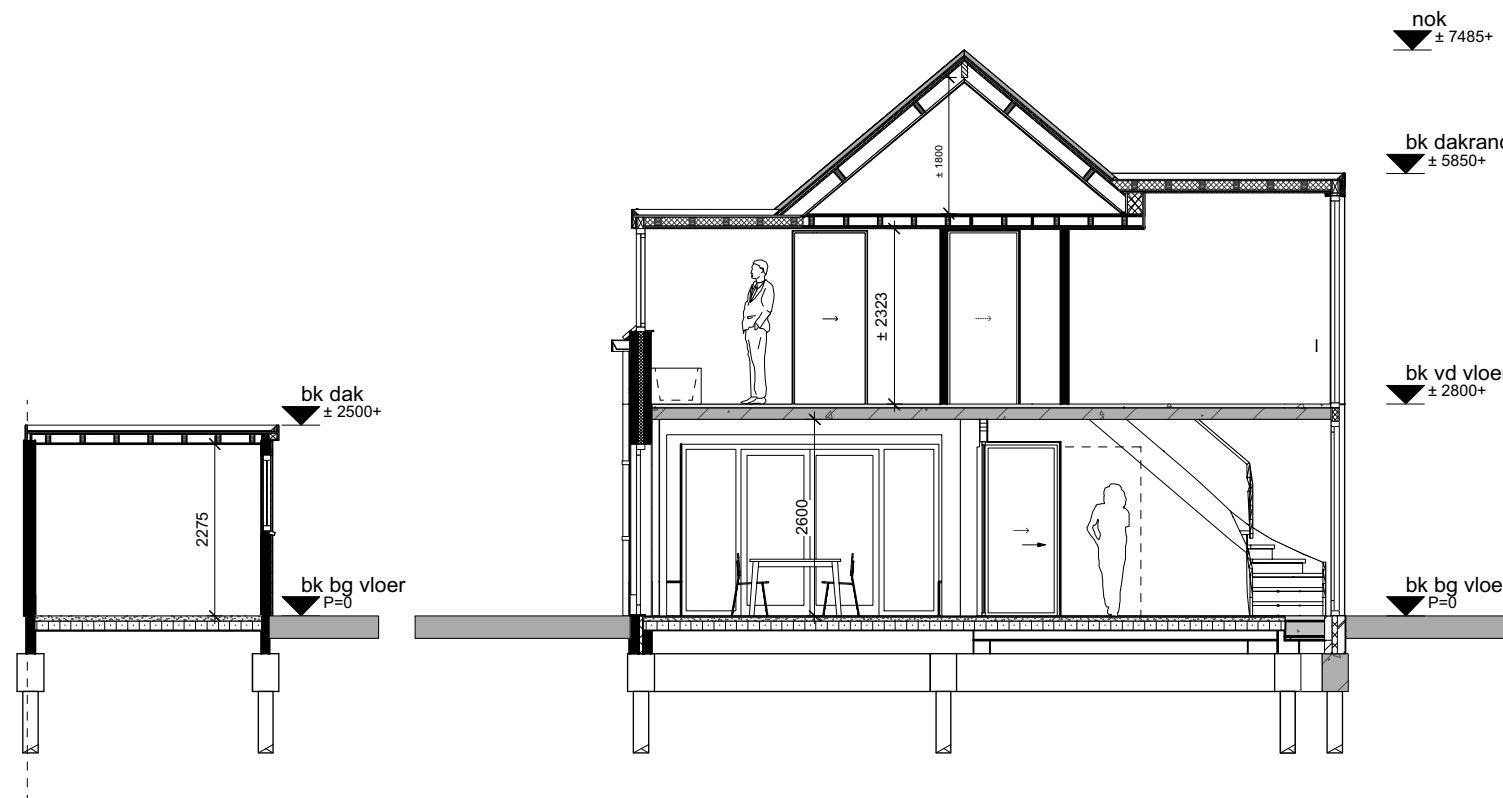 nok
± 7485+
bk dakrand
± 5850+
± 1800
± 2323
bk vd vloer
± 2800+
bk dak
± 2500+
2275
2600
bk bg vloer
P=0
bk bg vloer
P=0